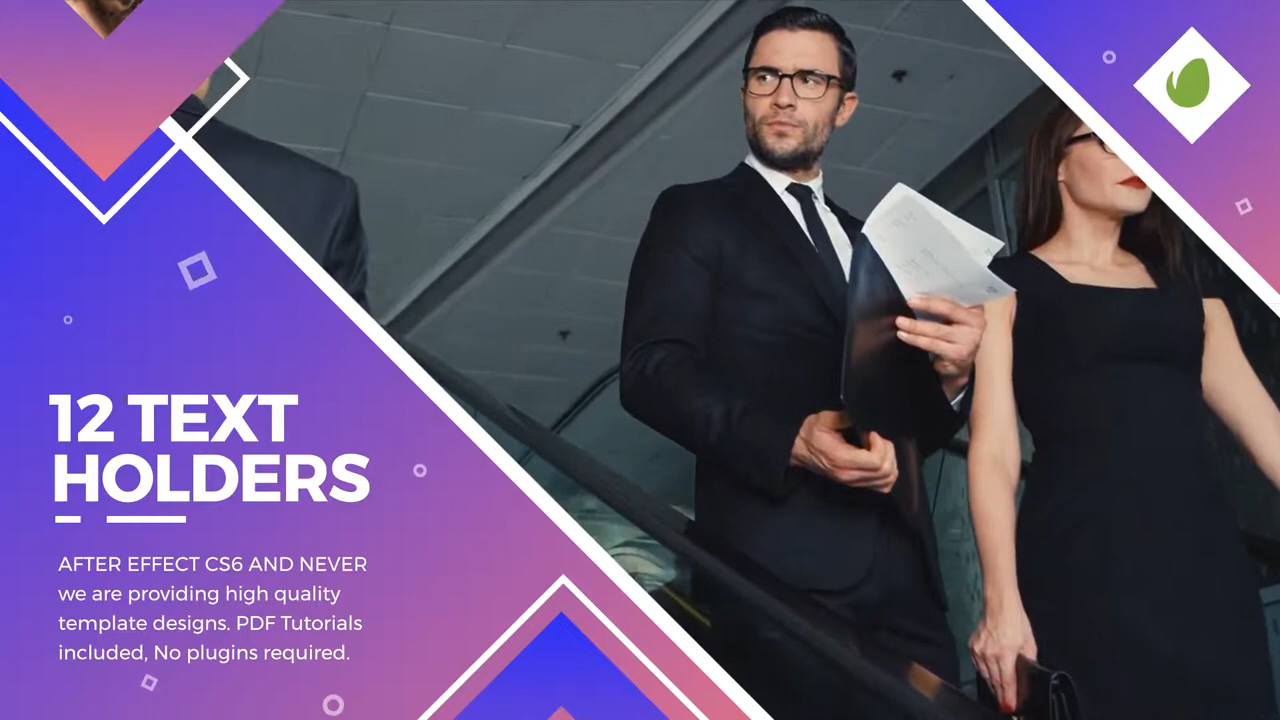 12 TEXT
HOLDERS
AFTER EFFECT CS6 AND NEVER
we are providing high quality
template designs. PDF Tutorials
included, No plugins required.